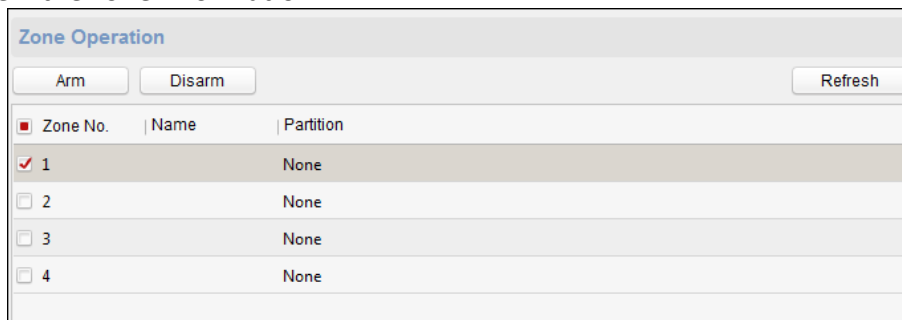 Zone Operation
Arm Disarm Refresh
Zone No. Name Partition
1 None
2 None
3 None
4 None